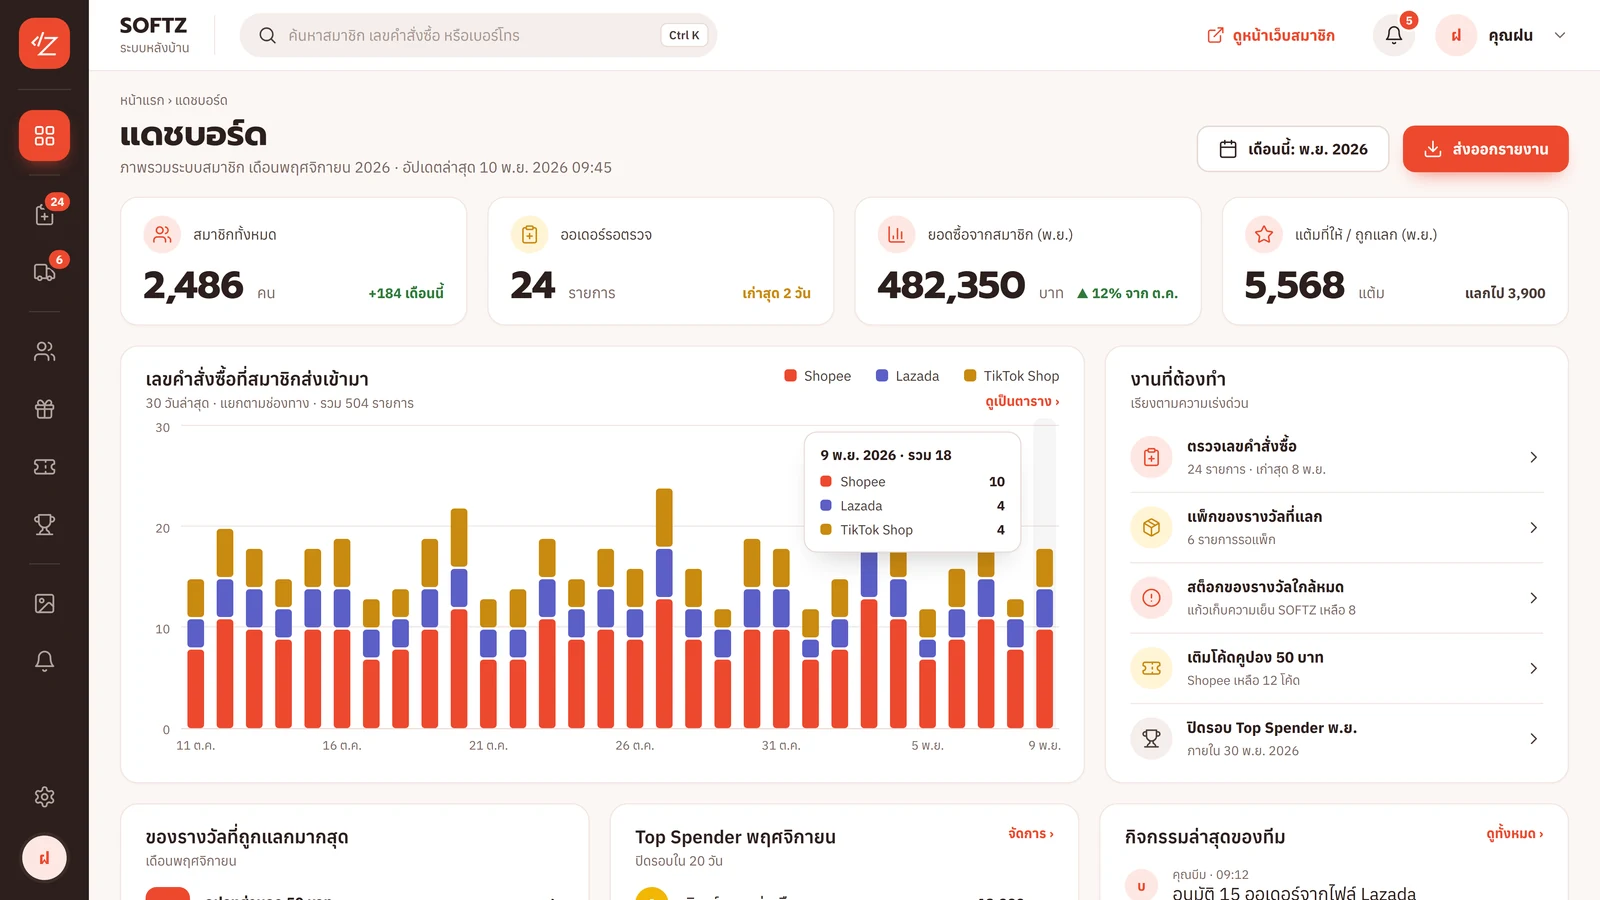 SOFTZ
ระบบหลังบ้าน
ค้นหาสมาชิก เลขคำสั่งซื้อ หรือเบอร์โทร
Ctrl K
ดูหน้าเว็บสมาชิก
5
ฝ
คุณฝน
24
6
หน้าแรก › แดชบอร์ด
แดชบอร์ด
ภาพรวมระบบสมาชิก เดือนพฤศจิกายน 2026 · อัปเดตล่าสุด 10 พ.ย. 2026 09:45
เดือนนี้: พ.ย. 2026
ส่งออกรายงาน
สมาชิกทั้งหมด
2,486 คน
+184 เดือนนี้
ออเดอร์รอตรวจ
24 รายการ
เก่าสุด 2 วัน
ยอดซื้อจากสมาชิก (พ.ย.)
482,350 บาท
▲ 12% จาก ต.ค.
แต้มที่ให้ / ถูกแลก (พ.ย.)
5,568 แต้ม
แลกไป 3,900
เลขคำสั่งซื้อที่สมาชิกส่งเข้ามา
30 วันล่าสุด · แยกตามช่องทาง · รวม 504 รายการ
Shopee
Lazada
TikTok Shop
ดูเป็นตาราง ›
30
20
10
0
9 พ.ย. 2026 · รวม 18
Shopee 10
Lazada 4
TikTok Shop 4
11 ต.ค.
16 ต.ค.
21 ต.ค.
26 ต.ค.
31 ต.ค.
5 พ.ย.
9 พ.ย.
งานที่ต้องทำ
เรียงตามความเร่งด่วน
ตรวจเลขคำสั่งซื้อ
24 รายการ · เก่าสุด 8 พ.ย.
แพ็กของรางวัลที่แลก
6 รายการรอแพ็ก
สต็อกของรางวัลใกล้หมด
แก้วเก็บความเย็น SOFTZ เหลือ 8
เติมโค้ดคูปอง 50 บาท
Shopee เหลือ 12 โค้ด
ปิดรอบ Top Spender พ.ย.
ภายใน 30 พ.ย. 2026
ของรางวัลที่ถูกแลกมากสุด
เดือนพฤศจิกายน
Top Spender พฤศจิกายน
ปิดรอบใน 20 วัน
จัดการ ›
กิจกรรมล่าสุดของทีม
ดูทั้งหมด ›
บ
คุณบีม · 09:12
อนุมัติ 15 ออเดอร์จากไฟล์ Lazada
ฝ